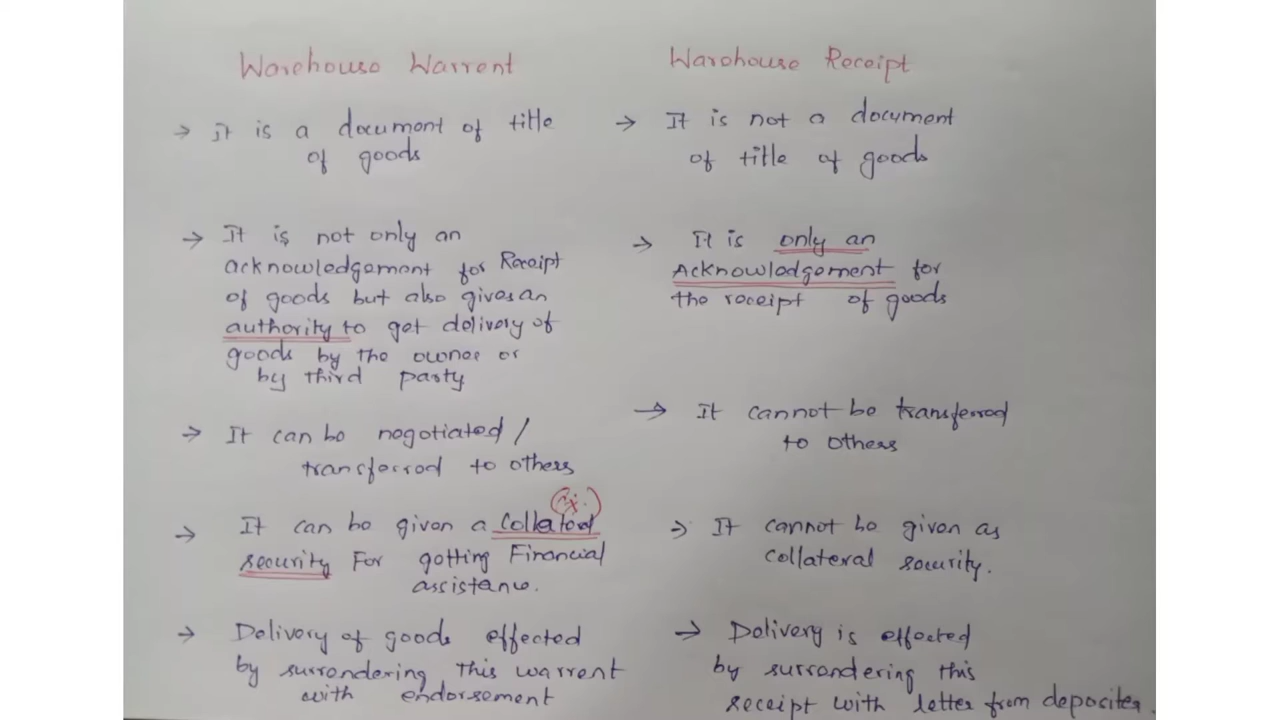 Warehouse Warrent
It is a document of title
of goods
It is not only an
acknowledgement for Receipt
of goods but also gives an
authority to get delivery of
goods by the owner or
by third party
It can be negotiated /
transferred to others
It can be given a Collateral
security For getting Financial
assistance.
Delivery of goods effected
by surrendering this warrent
with endorsement
Warehouse Receipt
It is not a document
of title of goods
It is only an
Acknowledgement for
the receipt of goods
It cannot be transferred
to others
It cannot be given as
collateral security.
Delivery is effected
by surrendering this
receipt with letter from depositer.